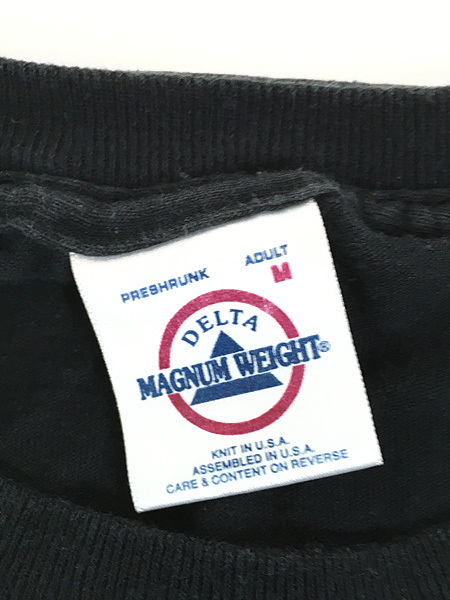 PRESHRUNK ADULT
M
DELTA
MAGNUM WEIGHT®
KNIT IN U.S.A.
ASSEMBLED IN U.S.A.
CARE & CONTENT ON REVERSE